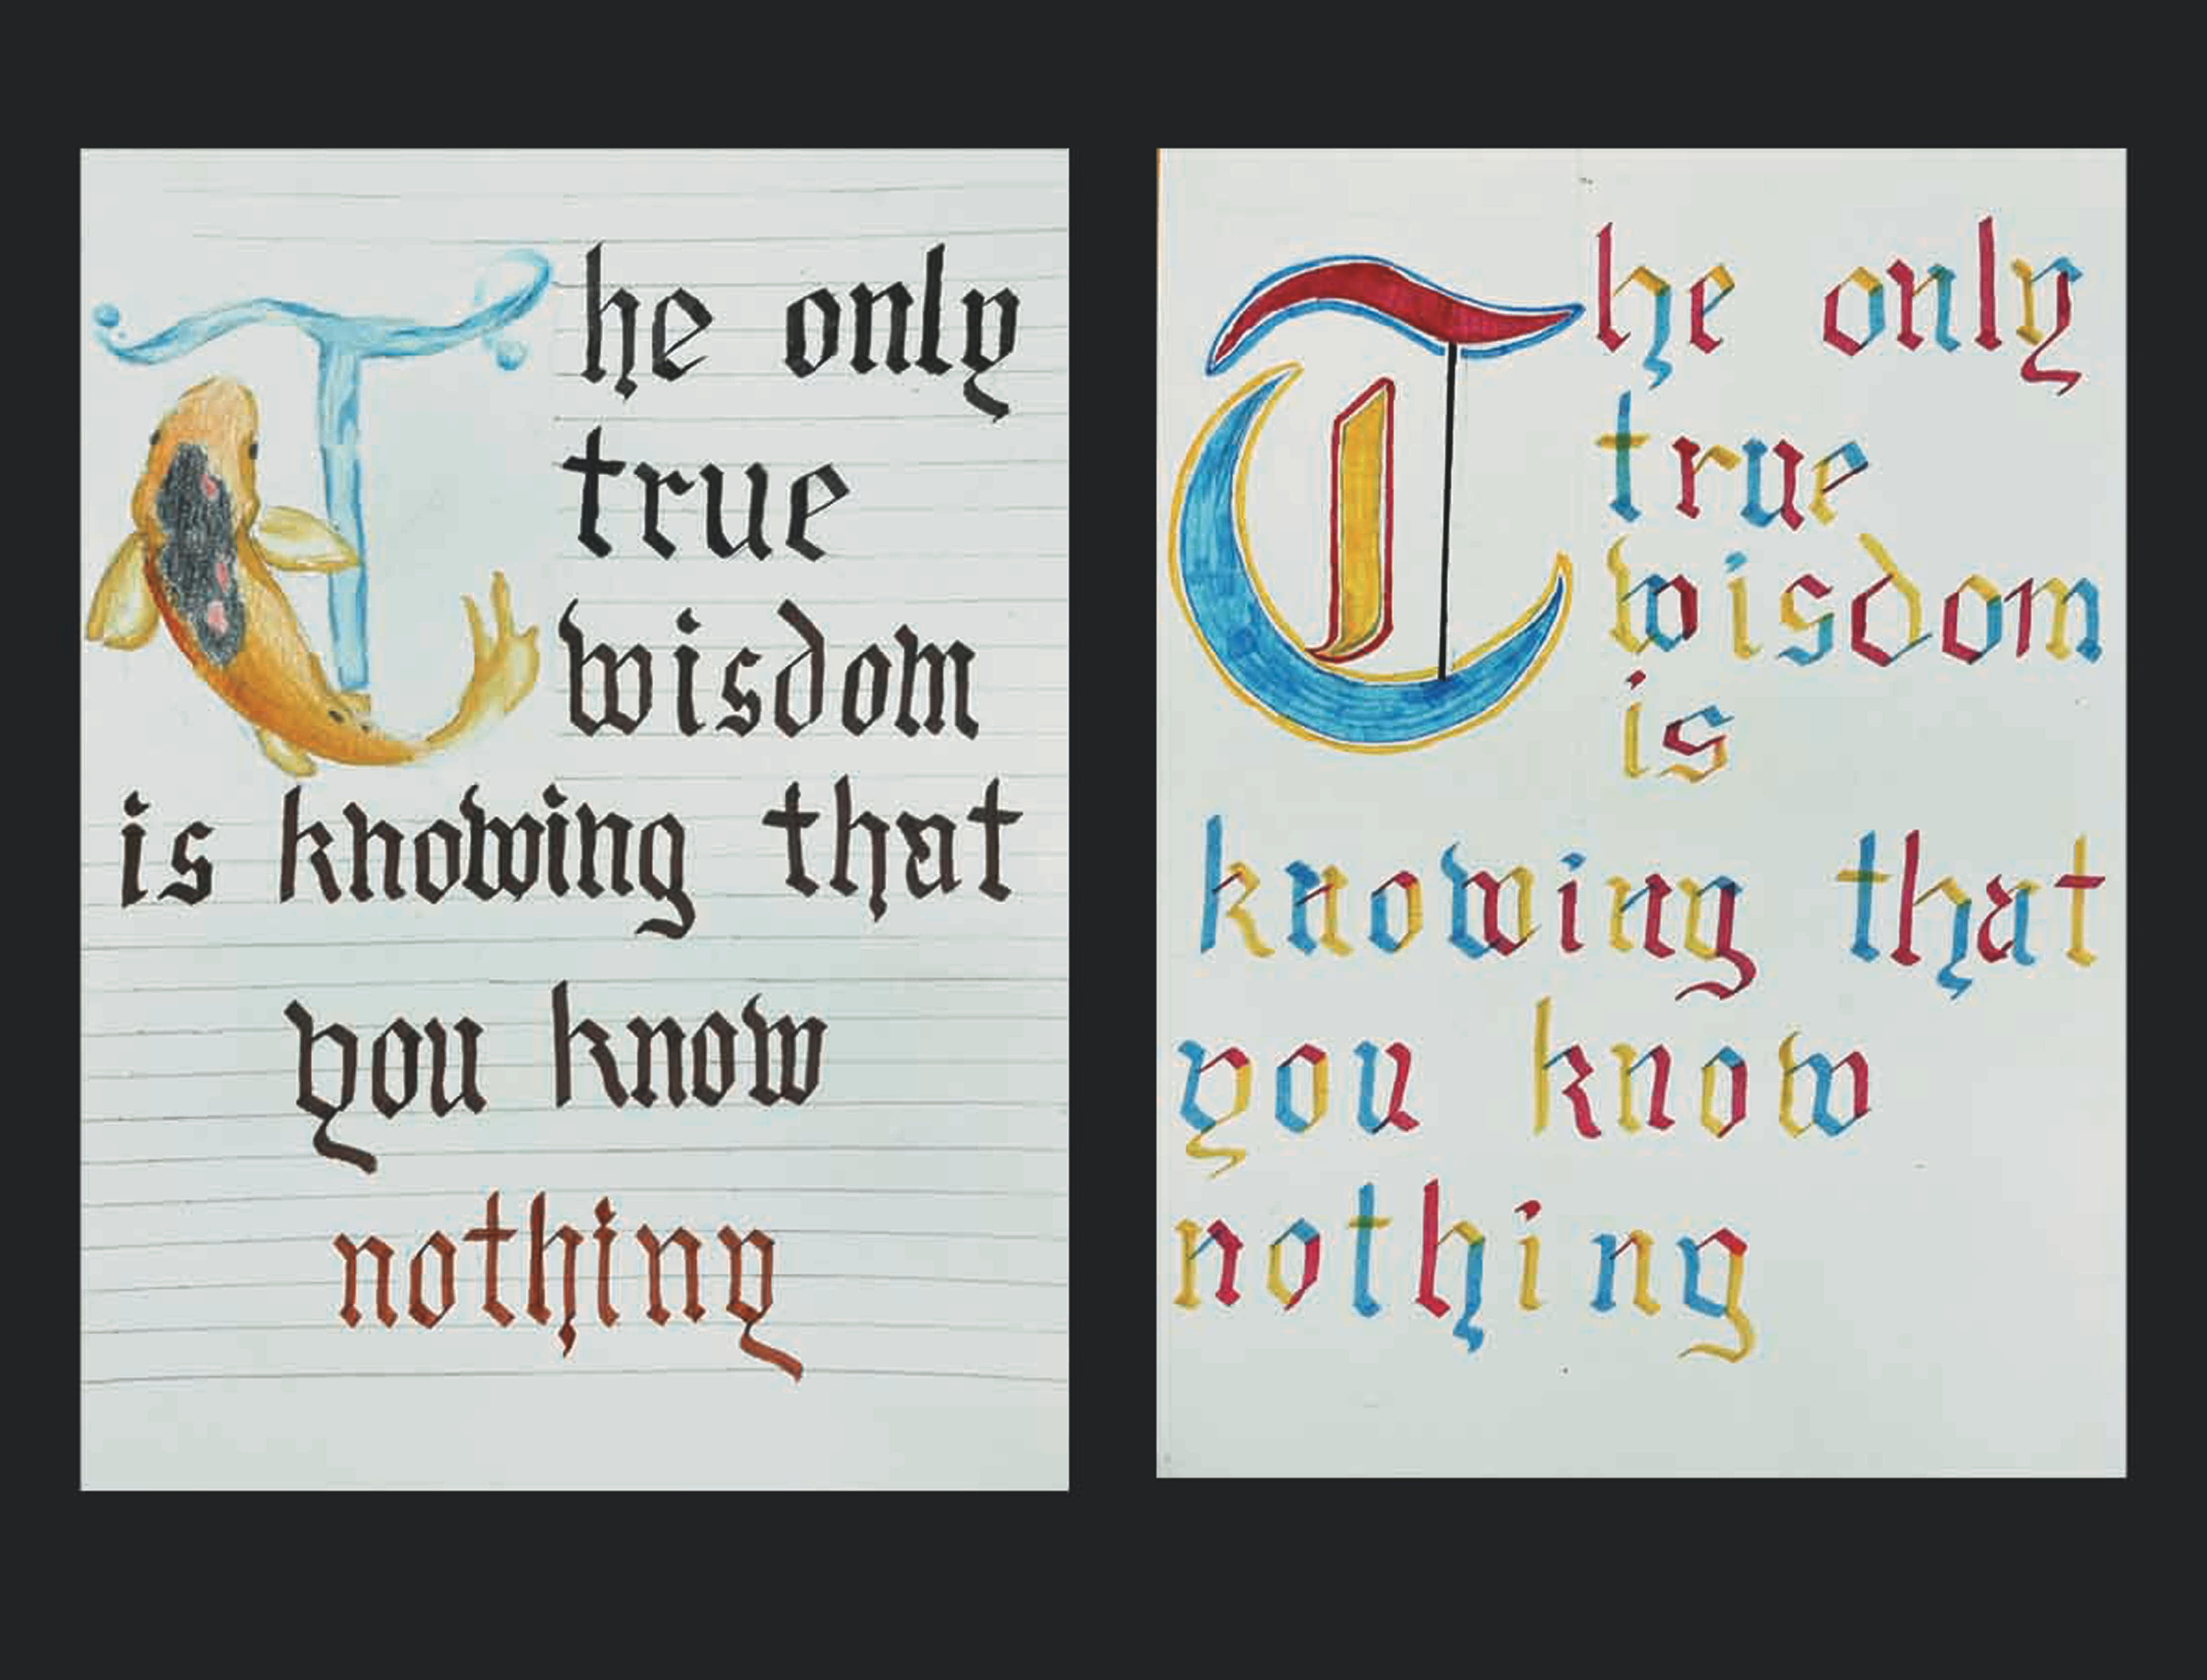 The only
true
wisdom
is knowing that
you know
nothing
The only
true
wisdom
is
knowing that
you know
nothing